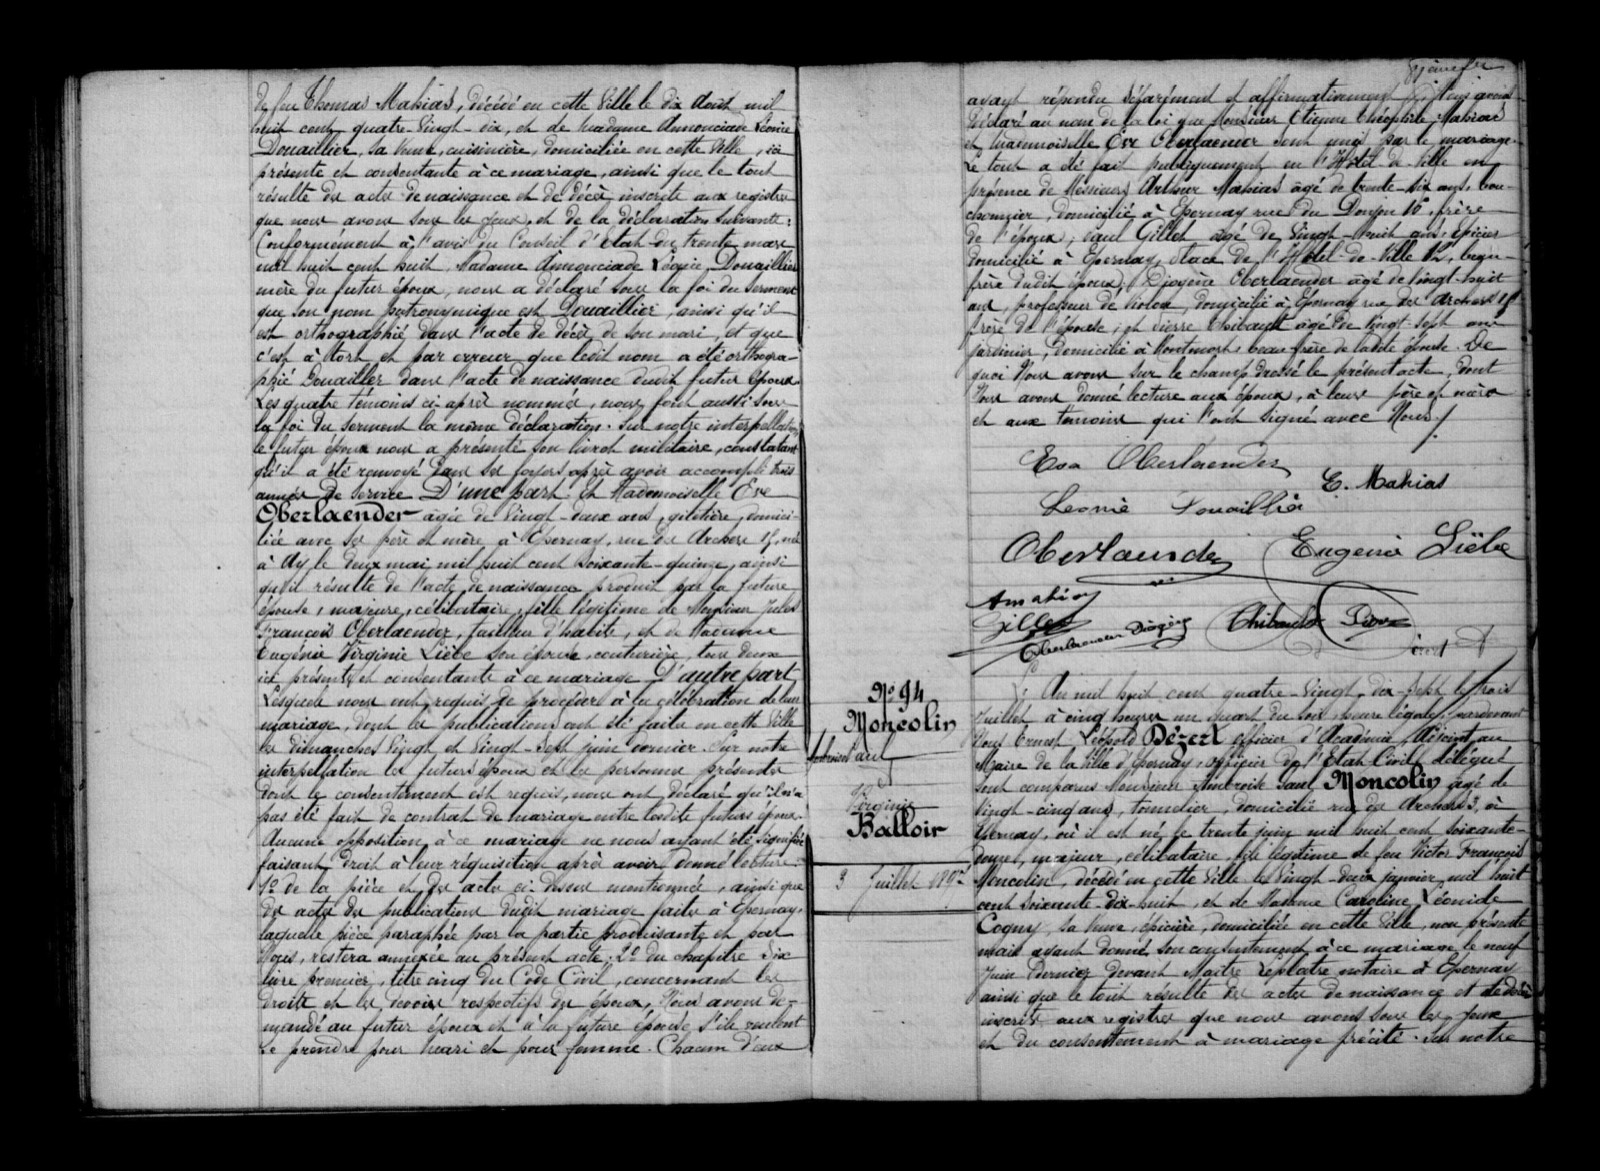 de feu Thomas Mahias, décédé en cette Ville le dix Août mil
huit cent quatre-vingt-dix, et de Madame Annonciade Léonie
Douaillier, sa veuve, cuisinière, domiciliée en cette Ville, ici
présente et consentante à ce mariage, ainsi que le tout
résulte des actes de naissance et de décès inscrits aux registres
que nous avons sous les yeux, et de la déclaration suivante :
Conformément à l'avis du Conseil d'Etat du trente mars
mil huit cent huit, Madame Annonciade Léonie Douaillier
mère du futur époux, nous a déclaré sous la foi du serment
que son nom patronymique est Douaillier, ainsi qu'il
est orthographié dans l'acte de décès de son mari, et que
c'est à tort et par erreur que ledit nom a été orthogra-
phié Douailler dans l'acte de naissance dudit futur époux.
Les quatre témoins ci-après nommés, nous font aussi sous
la foi du serment la même déclaration. Sur notre interpellation
le futur époux nous a présenté son livret militaire, constatant
qu'il a été renvoyé dans ses foyers après avoir accompli trois
années de service D'une part. Et Mademoiselle Eve
Oberlaender âgée de vingt-deux ans, giletière, domici-
liée avec ses père et mère à Epernay, rue des Archers 17, née
à Ay le deux mai mil huit cent soixante-quinze, ainsi
qu'il résulte de l'acte de naissance produit par la future
épouse, majeure, célibataire, fille légitime de Monsieur Jules
François Oberlaender, tailleur d'habits, et de Madame
Eugénie Virginie Lièbe son épouse, couturière, tous deux
ici présents et consentants à ce mariage D'autre part,
Lesquels nous ont requis de procéder à la célébration de leur
mariage, dont les publications ont été faites en cette Ville
les dimanches vingt et vingt-sept juin dernier. Sur notre
interpellation les futurs époux et les personnes présentes
dont le consentement est requis, nous ont déclaré qu'il n'a
pas été fait de contrat de mariage entre lesdits futurs époux.
Aucune opposition à ce mariage ne nous ayant été signifiée
faisant droit à leur réquisition après avoir donné lecture
1° de la pièce et des actes ci-dessus mentionnés, ainsi que
des actes des publications dudit mariage faites à Epernay,
laquelle pièce paraphée par la partie produisante et par
Nous, restera annexée au présent acte. 2° du chapitre Six
livre premier, titre cinq du Code Civil, concernant les
droits et les devoirs respectifs des époux, Nous avons de-
mandé au futur époux et à la future épouse s'ils veulent
se prendre pour mari et pour femme. Chacun d'eux
ayant répondu séparément et affirmativement, Nous avons
déclaré au nom de la loi que Monsieur Etienne Théophile Mahias
et Mademoiselle Eve Oberlaender sont unis par le mariage.
Le tout a été fait publiquement en l'Hôtel-de-Ville en
présence de Messieurs Arthur Mahias âgé de trente-six ans, bou-
chonnier, domicilié à Epernay rue du Donjon 16, frère
de l'époux ; Paul Gillet âgé de vingt-huit ans, épicier
domicilié à Epernay, place de l'Hôtel-de-Ville 12, beau-
frère dudit époux ; Diogène Oberlaender âgé de vingt-huit
ans, professeur de violon, domicilié à Epernay rue des Archers 17
frère de l'épouse ; et Pierre Thibault âgé de vingt-sept ans
jardinier, domicilié à Montmort, beau-frère de ladite épouse. De
quoi Nous avons sur le champ dressé le présent acte, dont
Nous avons donné lecture aux époux, à leurs père et mères
et aux témoins qui l'ont signé avec Nous./
Eva Oberlaender
E. Mahias
Léonie Douaillier
Oberlaender
Eugénie Lièbe
Amahias
Gillet
Oberlaender Diogène
Thibault Pierre
N° 94
Moncolin
Ambroise Paul
&
Virginie
Balloir
3 Juillet 1897
L'An mil huit cent quatre-vingt-dix-sept le trois
Juillet à cinq heures un quart du soir, heure légale, pardevant
Nous Ernest Léopold Dézert officier d'Académie, Adjoint au
Maire de la Ville d'Epernay, officier de l'Etat Civil délégué
sont comparus Monsieur Ambroise Paul Moncolin âgé de
vingt-cinq ans, tonnelier, domicilié rue des Archers 3, à
Epernay, où il est né, le trente juin mil huit cent soixante-
douze, majeur, célibataire, fils légitime de feu Victor François
Moncolin, décédé en cette Ville le vingt-deux janvier mil huit
cent soixante-dix-huit, et de Madame Caroline Léonide
Cogny, sa veuve, épicière, domiciliée en cette Ville, non présente
mais ayant donné son consentement à ce mariage le neuf
Juin dernier devant Maître Leplatre notaire à Epernay
ainsi que le tout résulte des actes de naissance et de décès
inscrits aux registres que nous avons sous les yeux
et du consentement à mariage précité. Sur notre